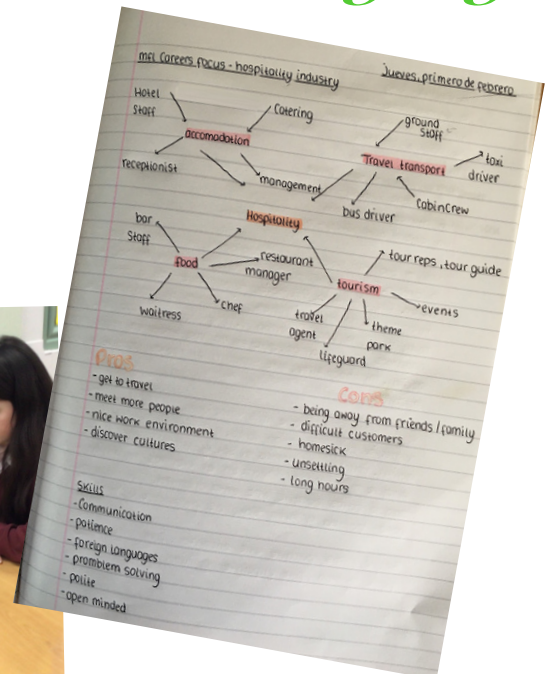 mfl Careers focus - hospitality industry
Jueves, primero de febrero
Hotel
Staff
Catering
accomodation
receptionist
management
ground
Staff
Travel transport
taxi
driver
bus driver
Cabin Crew
Hospitality
bar
Staff
food
restaurant
manager
waitress
chef
tour reps, tour guide
tourism
events
travel
agent
theme
park
lifeguard
Pros
- get to travel
- meet more people
- nice work environment
- discover cultures
Cons
- being away from friends / family
- difficult customers
- homesick
- unsettling
- long hours
Skills
- Communication
- patience
- foreign languages
- promblem solving
- polite
- open minded